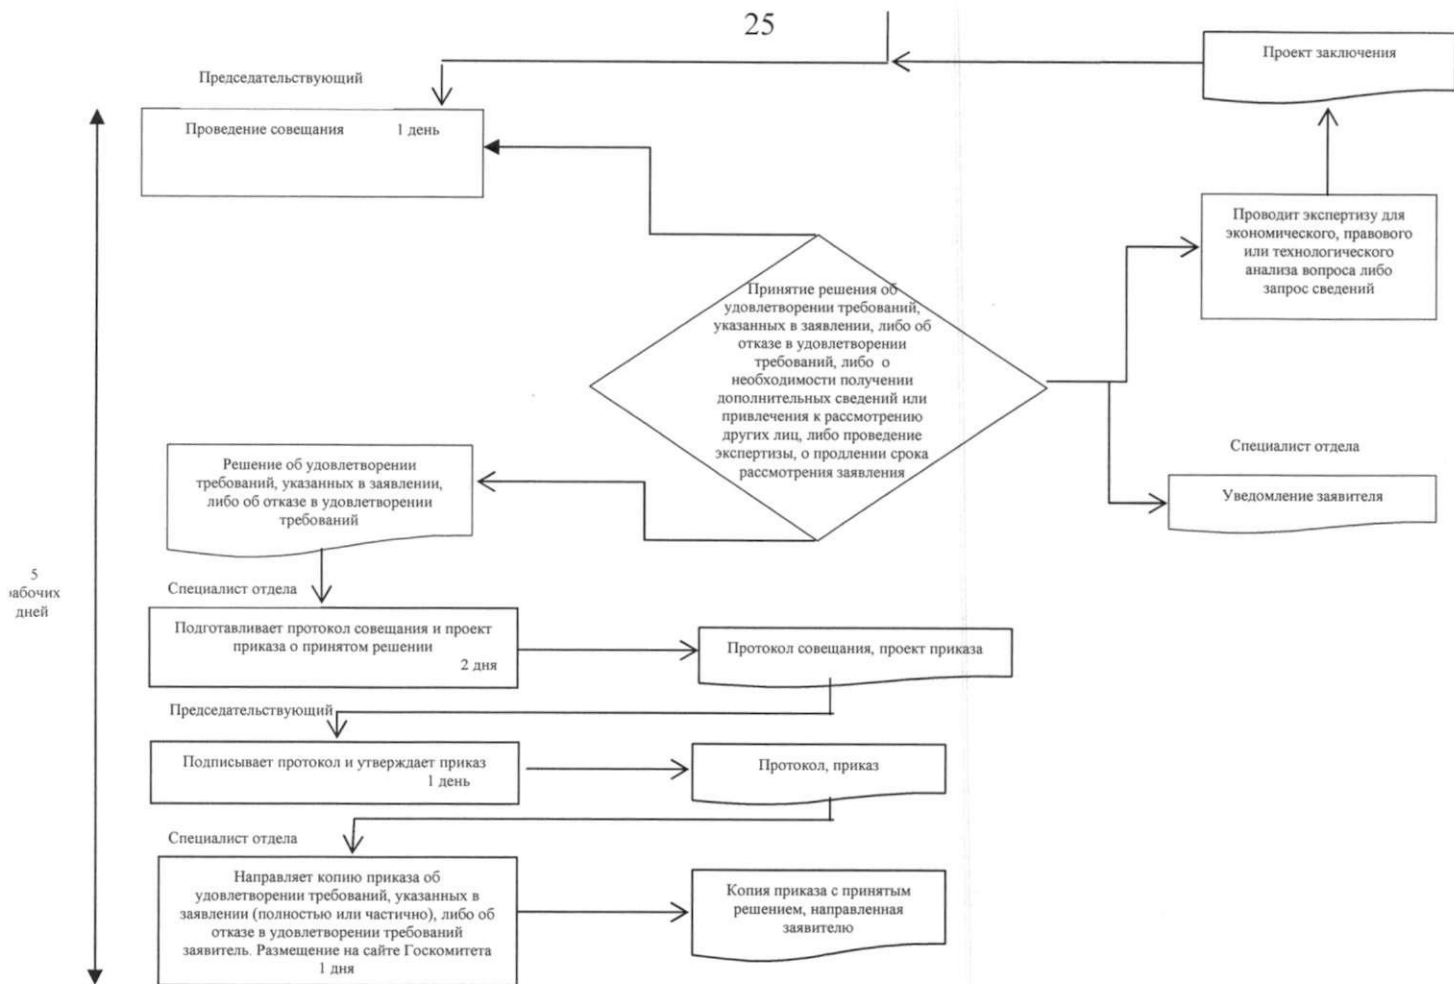 25
Проект заключения
Председательствующий
Проведение совещания 1 день
Проводит экспертизу для
экономического, правового
или технологического
анализа вопроса либо
запрос сведений
Принятие решения об
удовлетворении требований,
указанных в заявлении, либо об
отказе в удовлетворении
требований, либо о
необходимости получении
дополнительных сведений или
привлечения к рассмотрению
других лиц, либо проведение
экспертизы, о продлении срока
рассмотрения заявления
Специалист отдела
Уведомление заявителя
Решение об удовлетворении
требований, указанных в заявлении,
либо об отказе в удовлетворении
требований
5
рабочих
дней
Специалист отдела
Подготавливает протокол совещания и проект
приказа о принятом решении
2 дня
Протокол совещания, проект приказа
Председательствующий
Подписывает протокол и утверждает приказ
1 день
Протокол, приказ
Специалист отдела
Направляет копию приказа об
удовлетворении требований, указанных в
заявлении (полностью или частично), либо об
отказе в удовлетворении требований
заявитель. Размещение на сайте Госкомитета
1 дня
Копия приказа с принятым
решением, направленная
заявителю